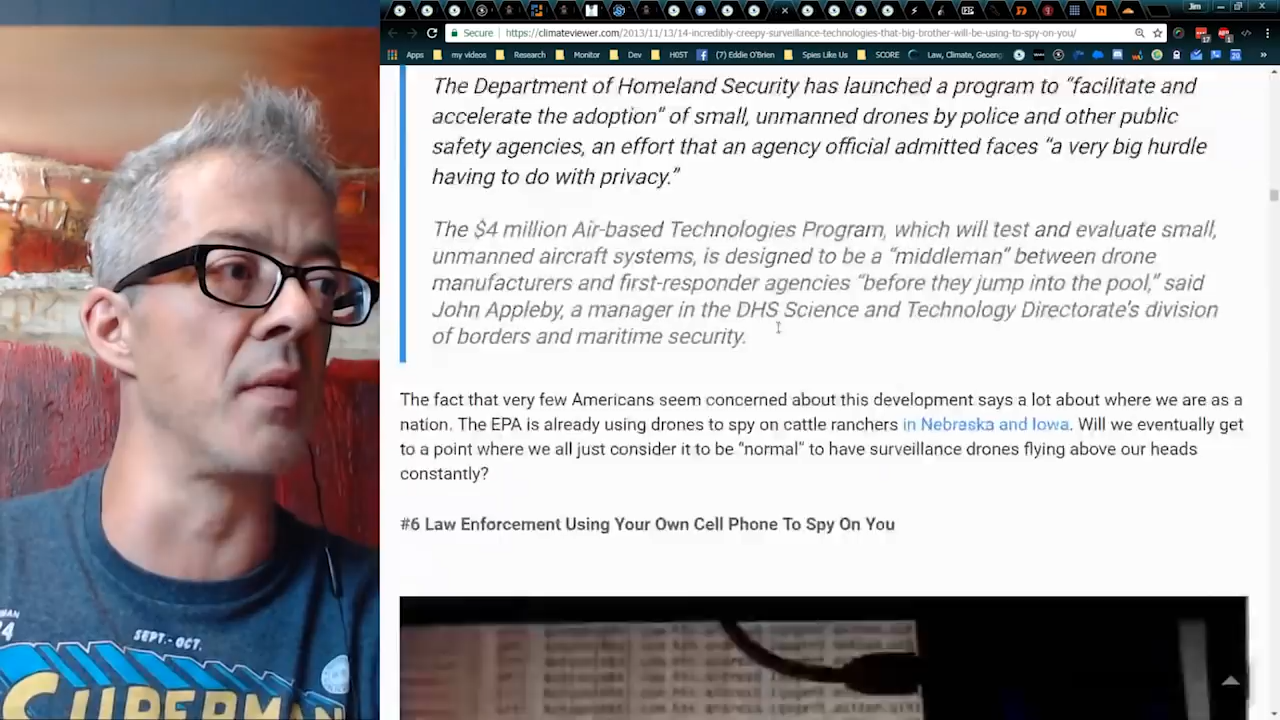 Jim
Secure
https://climateviewer.com/2013/11/13/14-incredibly-creepy-surveillance-technologies-that-big-brother-will-be-using-to-spy-on-you/
Apps my videos Research Monitor Dev H0ST (7) Eddie O'Brien Spies Like Us SCORE Law, Climate, Geoeng
The Department of Homeland Security has launched a program to “facilitate and
accelerate the adoption” of small, unmanned drones by police and other public
safety agencies, an effort that an agency official admitted faces “a very big hurdle
having to do with privacy.”
The $4 million Air-based Technologies Program, which will test and evaluate small,
unmanned aircraft systems, is designed to be a “middleman” between drone
manufacturers and first-responder agencies “before they jump into the pool,” said
John Appleby, a manager in the DHS Science and Technology Directorate's division
of borders and maritime security.
The fact that very few Americans seem concerned about this development says a lot about where we are as a
nation. The EPA is already using drones to spy on cattle ranchers in Nebraska and Iowa. Will we eventually get
to a point where we all just consider it to be “normal” to have surveillance drones flying above our heads
constantly?
#6 Law Enforcement Using Your Own Cell Phone To Spy On You
SEPT.-OCT.
SUPERMAN